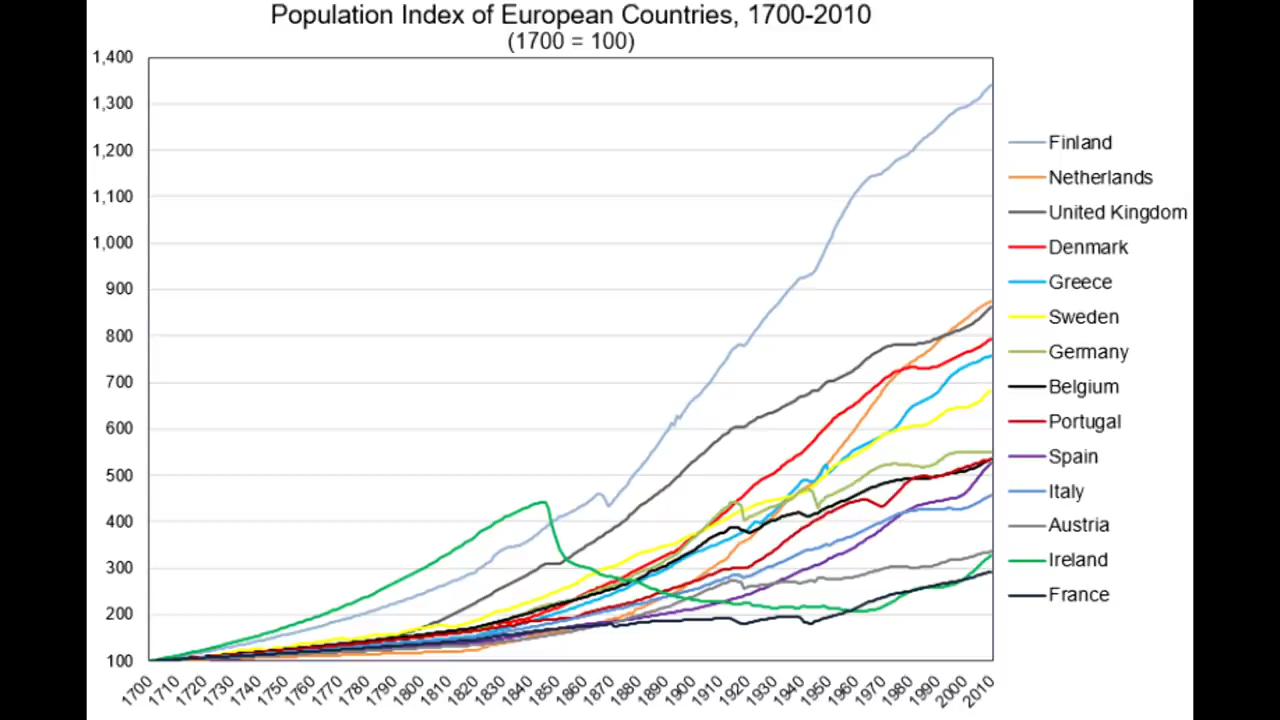 Population Index of European Countries, 1700-2010
(1700 = 100)
1,400
1,300
1,200
1,100
1,000
900
800
700
600
500
400
300
200
100
1700
1710
1720
1730
1740
1750
1760
1770
1780
1790
1800
1810
1820
1830
1840
1850
1860
1870
1880
1890
1900
1910
1920
1930
1940
1950
1960
1970
1980
1990
2000
2010
Finland
Netherlands
United Kingdom
Denmark
Greece
Sweden
Germany
Belgium
Portugal
Spain
Italy
Austria
Ireland
France